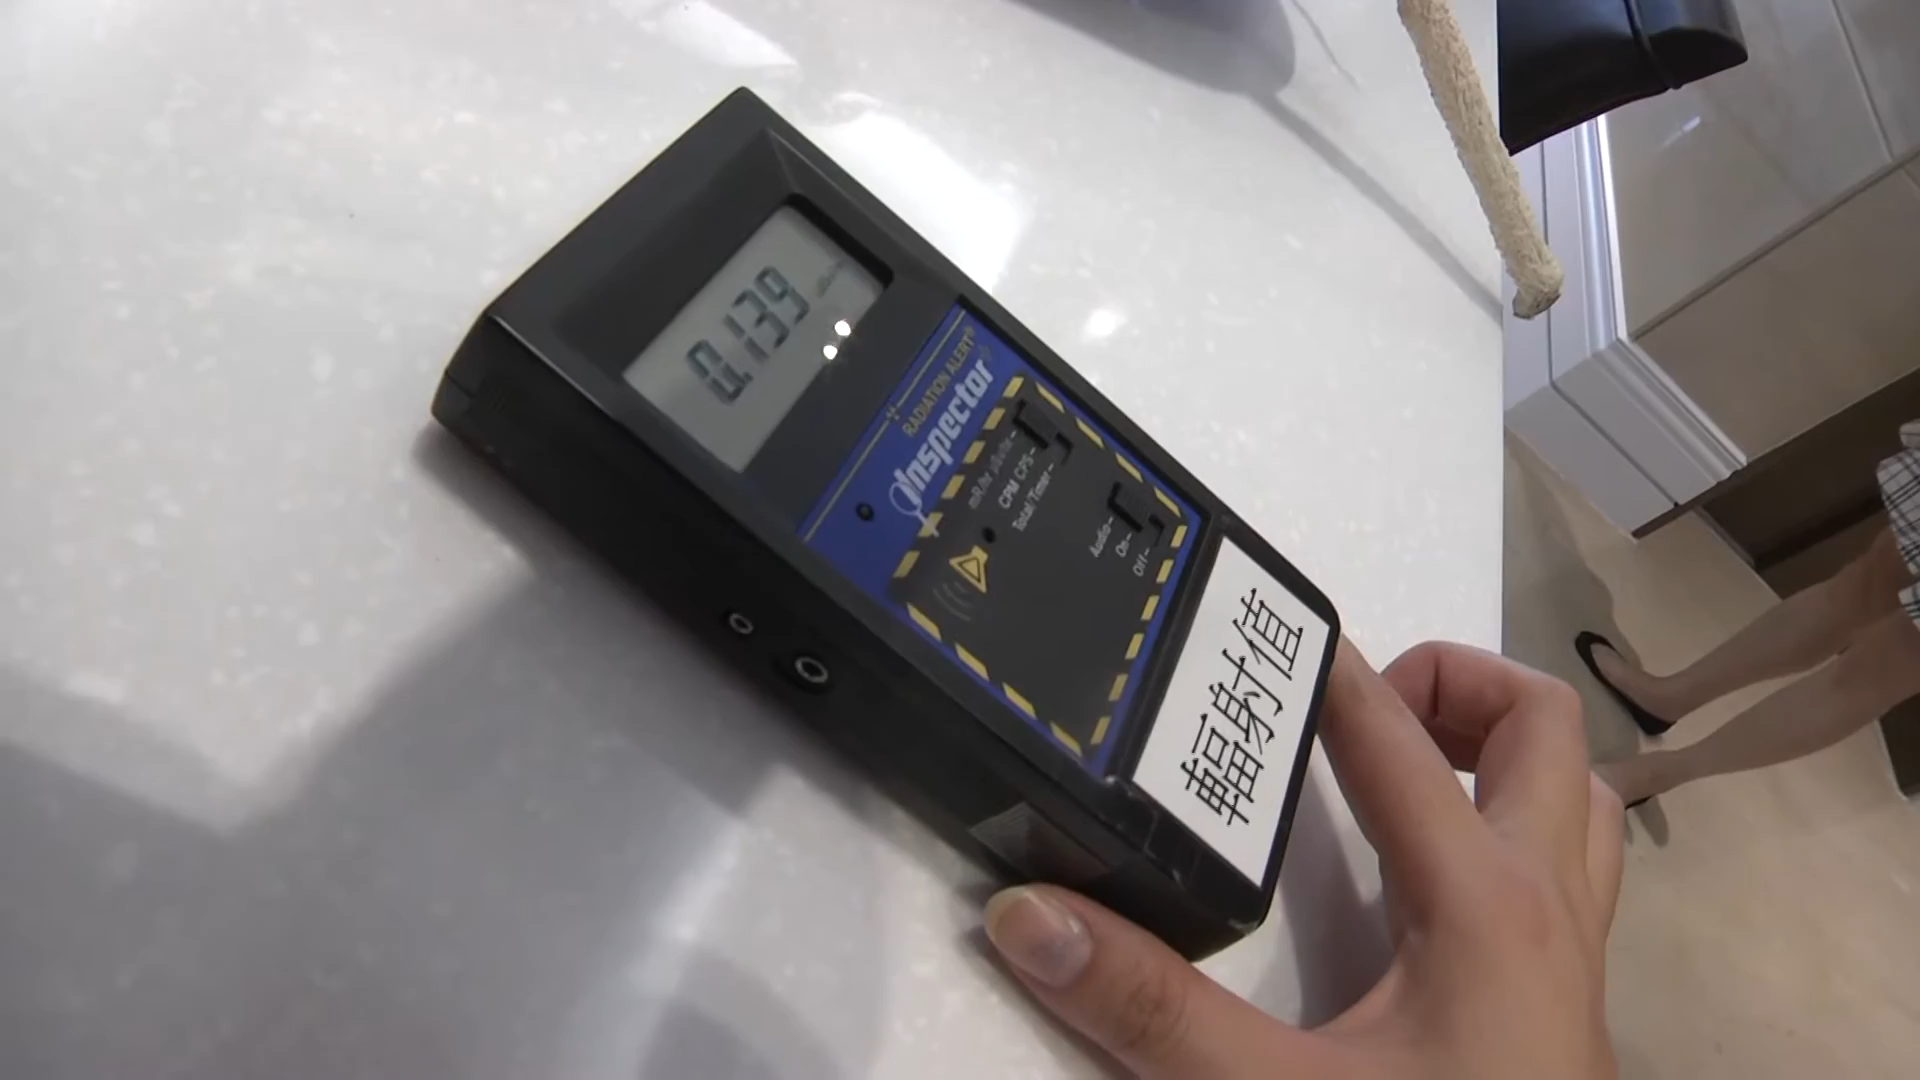 0.139
RADIATION ALERT®
Inspector
mR/hr µSv/hr
CPM CPS
Total/Timer
Audio
On
Off
輻射值